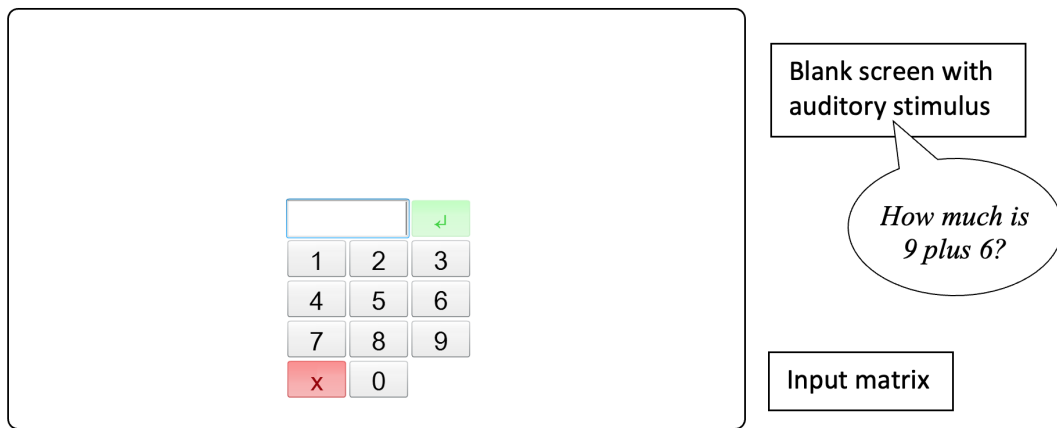 Blank screen with
auditory stimulus
How much is
9 plus 6?
↵
1 2 3
4 5 6
7 8 9
x 0
Input matrix